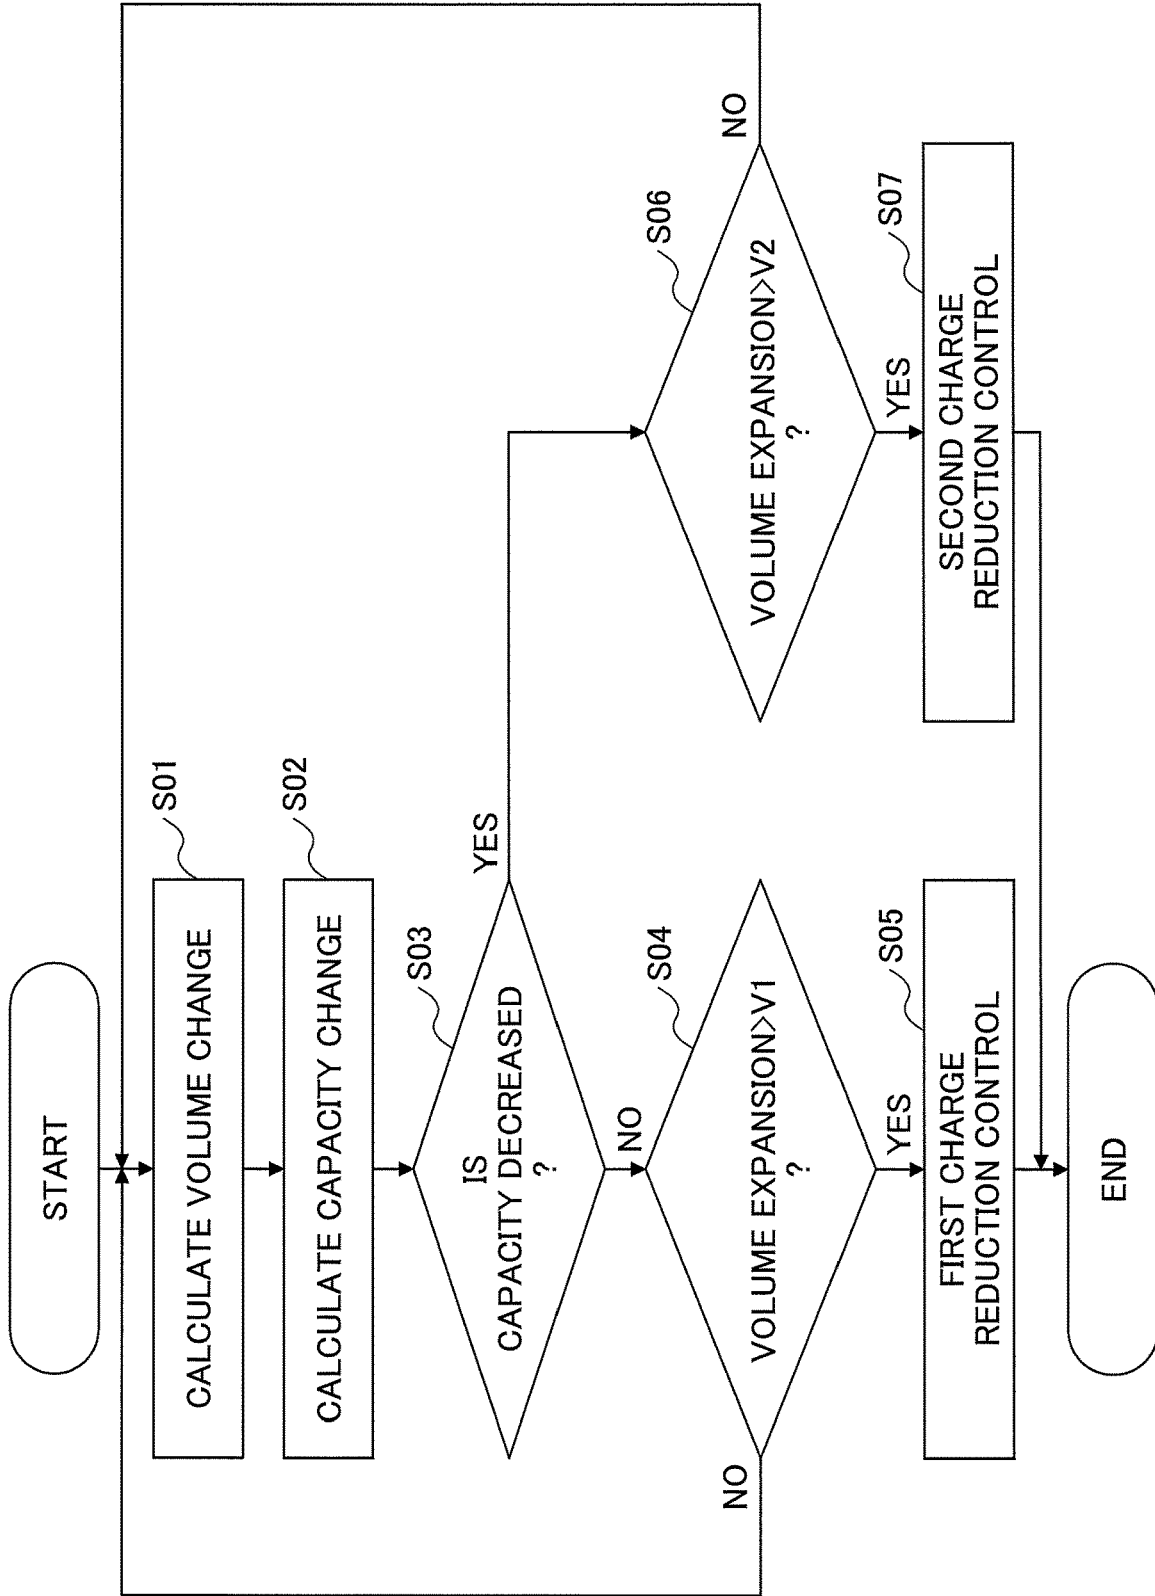 START
CALCULATE VOLUME CHANGE
S01
CALCULATE CAPACITY CHANGE
S02
IS
CAPACITY DECREASED
?
S03
YES
NO
VOLUME EXPANSION>V1
?
S04
NO
YES
FIRST CHARGE
REDUCTION CONTROL
S05
VOLUME EXPANSION>V2
?
S06
NO
YES
SECOND CHARGE
REDUCTION CONTROL
S07
END